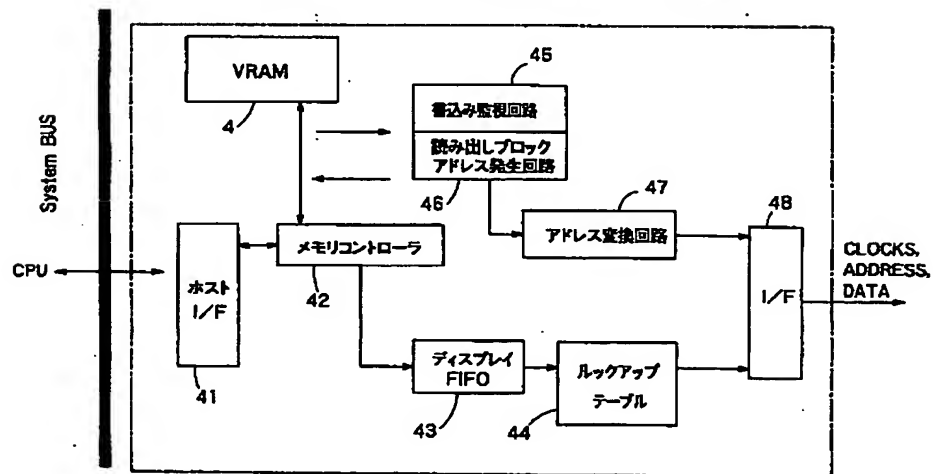 VRAM
4
45
書込み監視回路
読み出しブロック
アドレス発生回路
46
47
アドレス変換回路
48
I/F
CLOCKS,
ADDRESS,
DATA
System BUS
CPU
ホスト
I/F
41
メモリコントローラ
42
ディスプレイ
FIFO
43
ルックアップ
テーブル
44